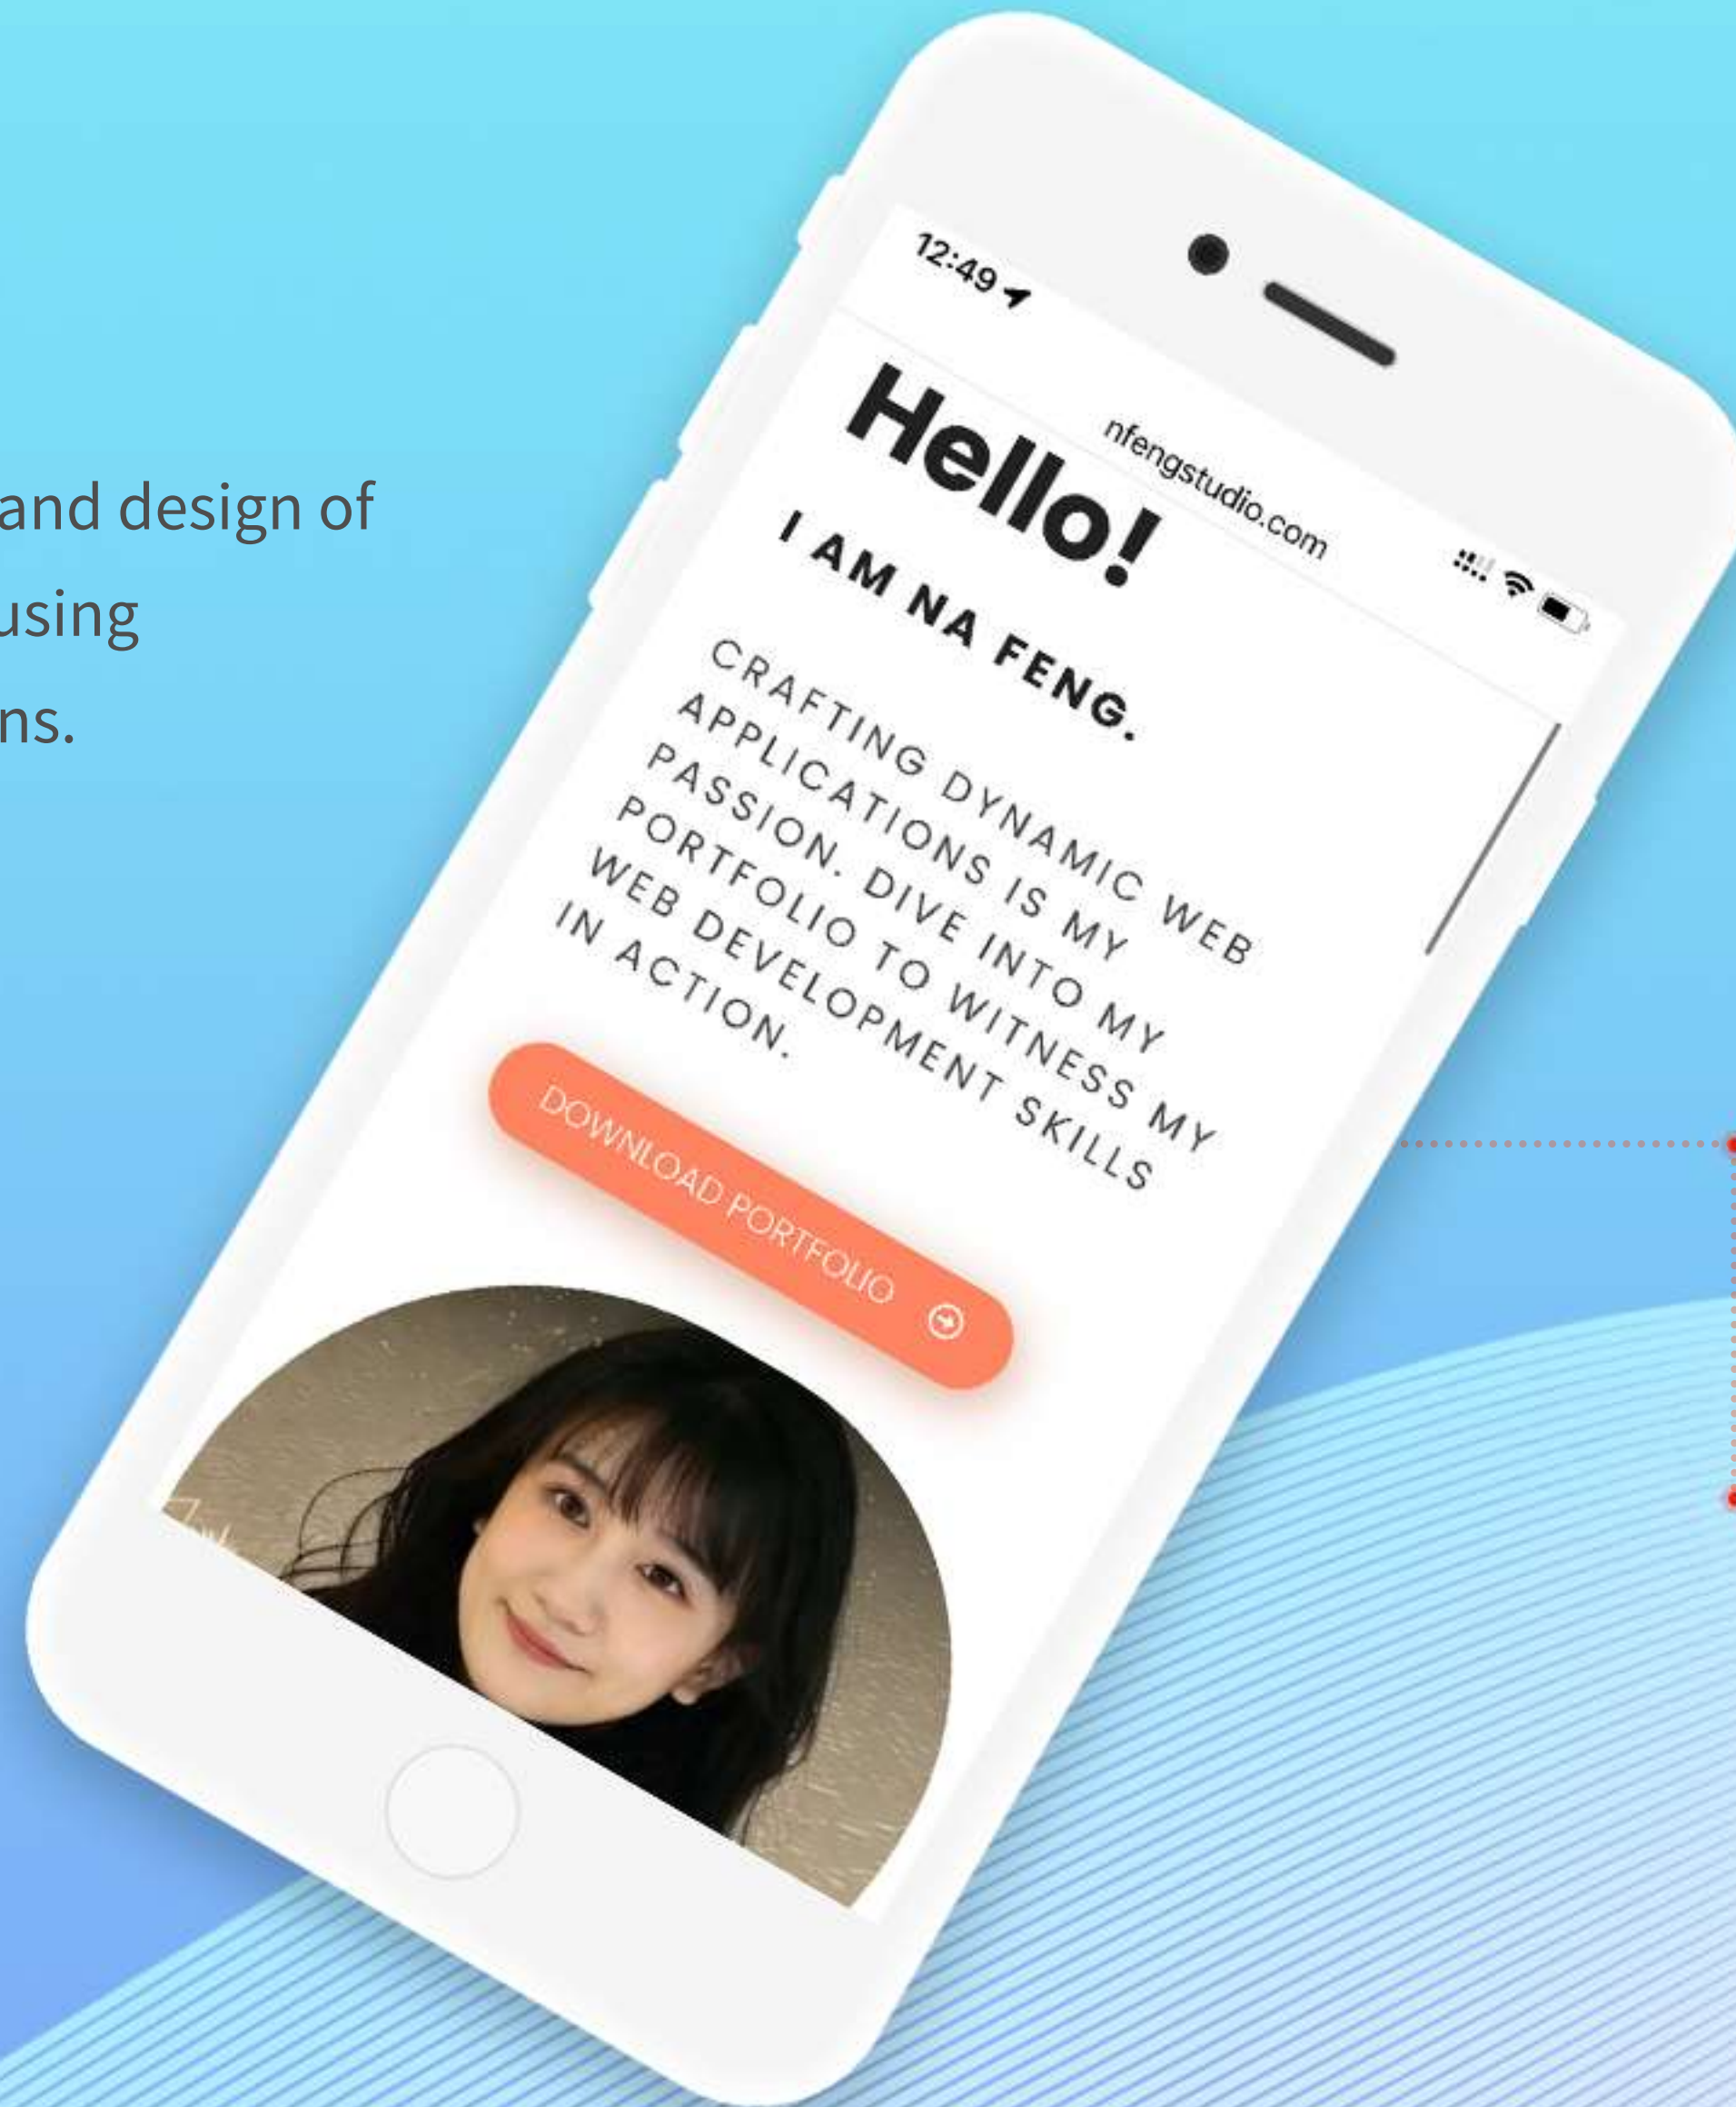 and design of
using
ns.
12:49
nfengstudio.com
Hello!
I AM NA FENG.
CRAFTING DYNAMIC WEB
APPLICATIONS IS MY
PASSION. DIVE INTO MY
PORTFOLIO TO WITNESS MY
WEB DEVELOPMENT SKILLS
IN ACTION.
DOWNLOAD PORTFOLIO